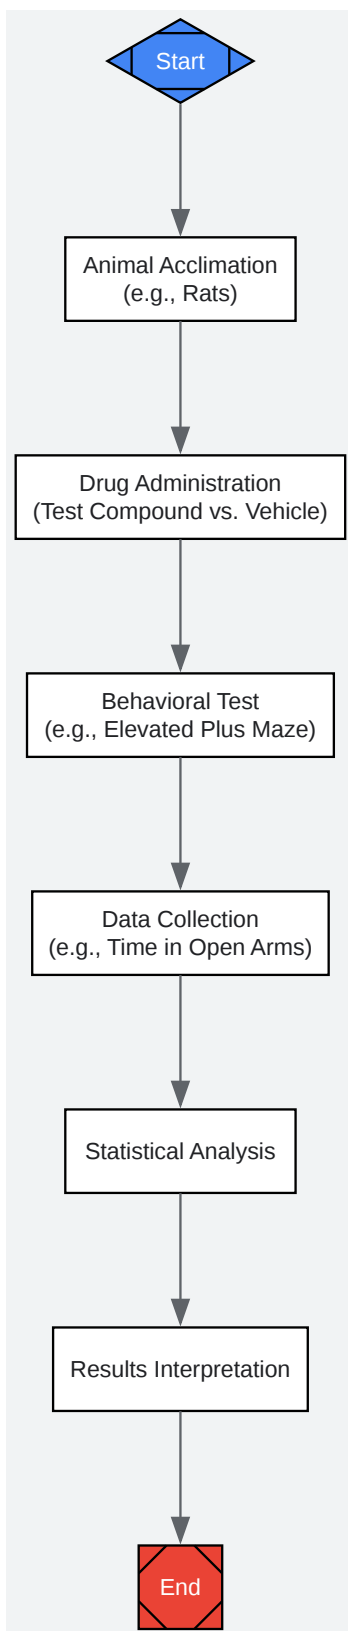 Start
Animal Acclimation
(e.g., Rats)
Drug Administration
(Test Compound vs. Vehicle)
Behavioral Test
(e.g., Elevated Plus Maze)
Data Collection
(e.g., Time in Open Arms)
Statistical Analysis
Results Interpretation
End